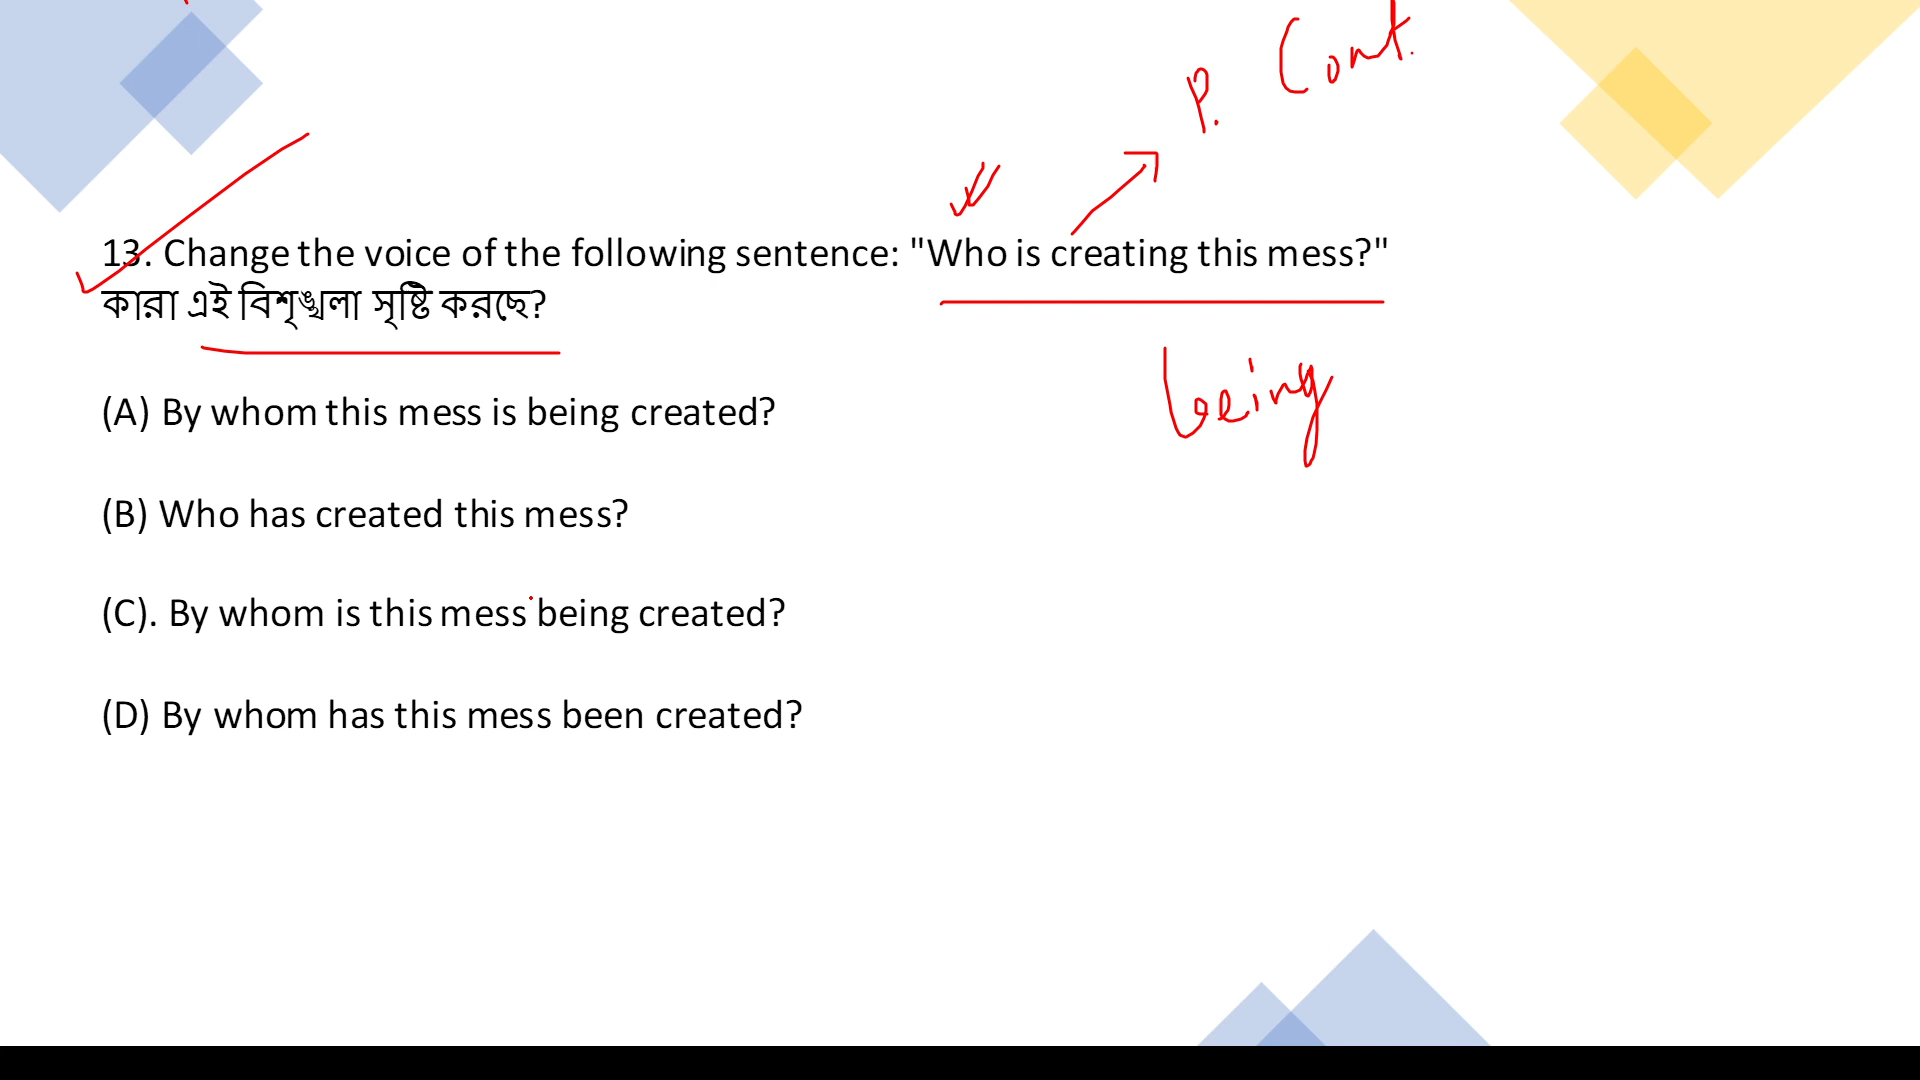 P. Cont.
13. Change the voice of the following sentence: "Who is creating this mess?"
কারা এই বিশৃঙ্খলা সৃষ্টি করছে?
being
(A) By whom this mess is being created?
(B) Who has created this mess?
(C). By whom is this mess being created?
(D) By whom has this mess been created?